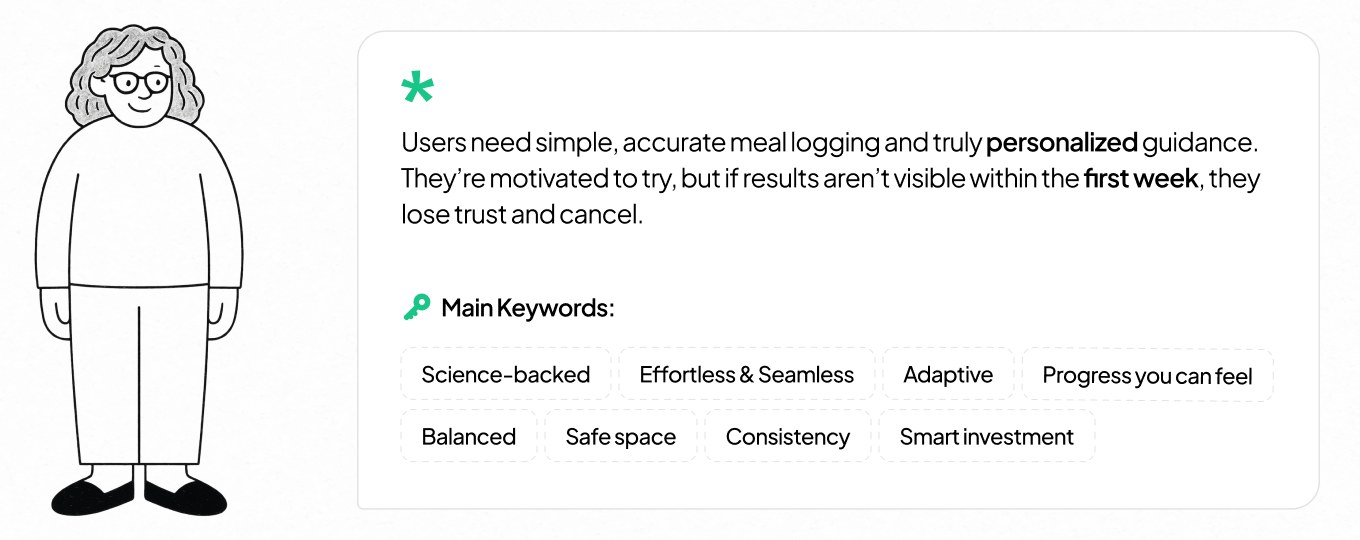 Users need simple, accurate meal logging and truly personalized guidance.
They’re motivated to try, but if results aren’t visible within the first week, they
lose trust and cancel.
Main Keywords:
Science-backed Effortless & Seamless Adaptive Progress you can feel
Balanced Safe space Consistency Smart investment